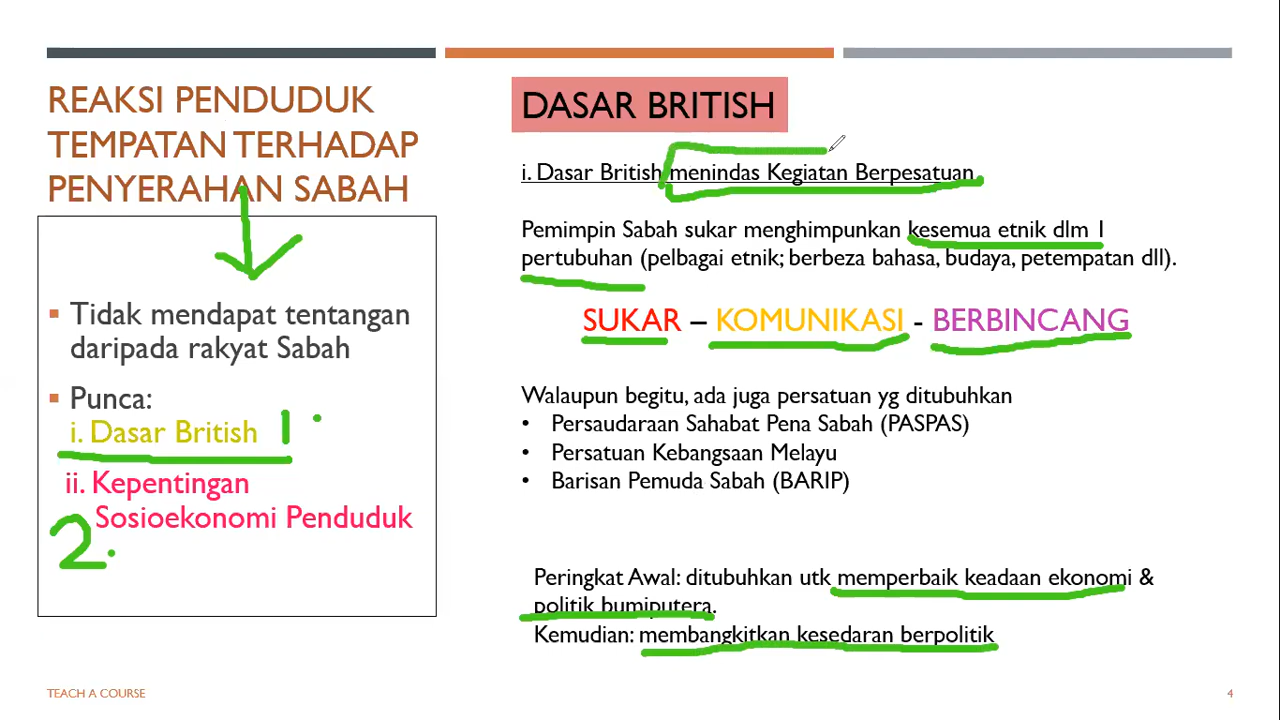 REAKSI PENDUDUK
TEMPATAN TERHADAP
PENYERAHAN SABAH
▪ Tidak mendapat tentangan
daripada rakyat Sabah
▪ Punca:
i. Dasar British 1.
ii. Kepentingan
Sosioekonomi Penduduk
2.
DASAR BRITISH
i. Dasar British menindas Kegiatan Berpesatuan
Pemimpin Sabah sukar menghimpunkan kesemua etnik dlm 1
pertubuhan (pelbagai etnik; berbeza bahasa, budaya, petempatan dll).
SUKAR – KOMUNIKASI - BERBINCANG
Walaupun begitu, ada juga persatuan yg ditubuhkan
• Persaudaraan Sahabat Pena Sabah (PASPAS)
• Persatuan Kebangsaan Melayu
• Barisan Pemuda Sabah (BARIP)
Peringkat Awal: ditubuhkan utk memperbaik keadaan ekonomi &
politik bumiputera.
Kemudian: membangkitkan kesedaran berpolitik
TEACH A COURSE
4